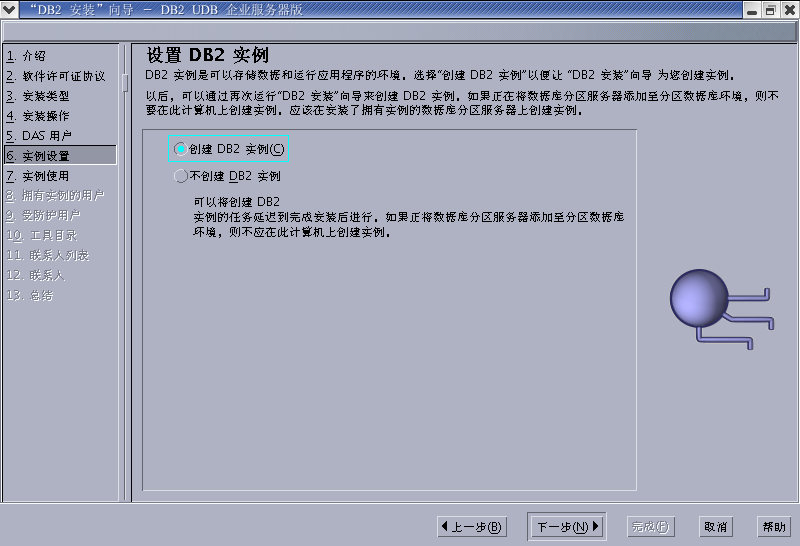 “DB2 安装”向导 － DB2 UDB 企业服务器版
1. 介绍
2. 软件许可证协议
3. 安装类型
4. 安装操作
5. DAS 用户
6. 实例设置
7. 实例使用
8. 拥有实例的用户
9. 受防护用户
10. 工具目录
11. 联系人列表
12. 联系人
13. 总结
设置 DB2 实例
DB2 实例是可以存储数据和运行应用程序的环境。选择“创建 DB2 实例”以便让 “DB2 安装”向导 为您创建实例。
以后，可以通过再次运行“DB2 安装”向导来创建 DB2 实例。如果正在将数据库分区服务器添加至分区数据库环境，则不
要在此计算机上创建实例。应该在安装了拥有实例的数据库分区服务器上创建实例。
创建 DB2 实例(C)
不创建 DB2 实例
可以将创建 DB2
实例的任务延迟到完成安装后进行。如果正将数据库分区服务器添加至分区数据库
环境，则不应在此计算机上创建实例。
上一步(B)
下一步(N)
完成(F)
取消
帮助